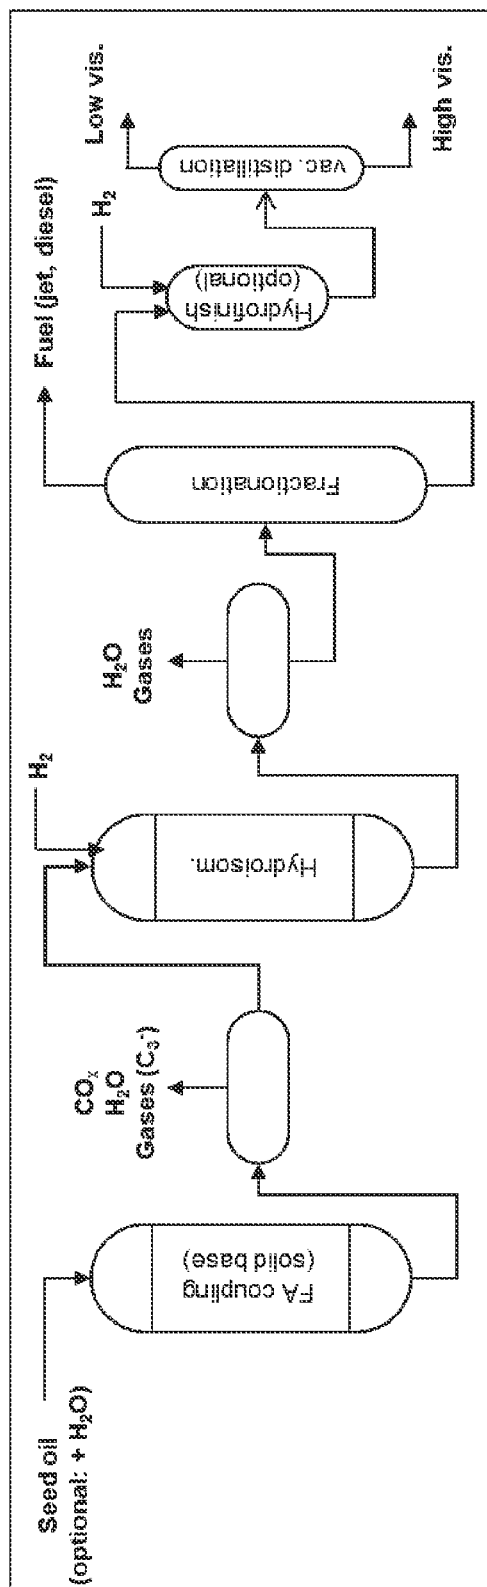 Seed oil
(optional: + H₂O)
FA coupling
(solid base)
COₓ
H₂O
Gases (C₃⁻)
H₂
Hydroisom.
H₂O
Gases
Fractionation
Fuel (jet, diesel)
H₂
Hydrofinish
(optional)
vac. distillation
Low vis.
High vis.